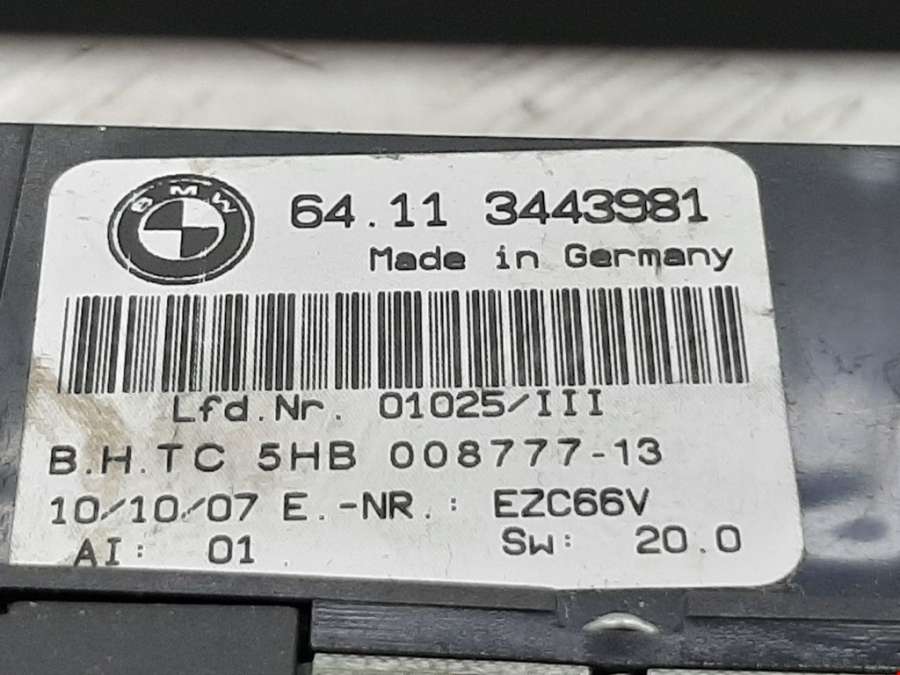 BMW
64.11 3443981
Made in Germany
Lfd.Nr. 01025/III
B.H.TC 5HB 008777-13
10/10/07 E.-NR.: EZC66V
AI: 01 Sw: 20.0